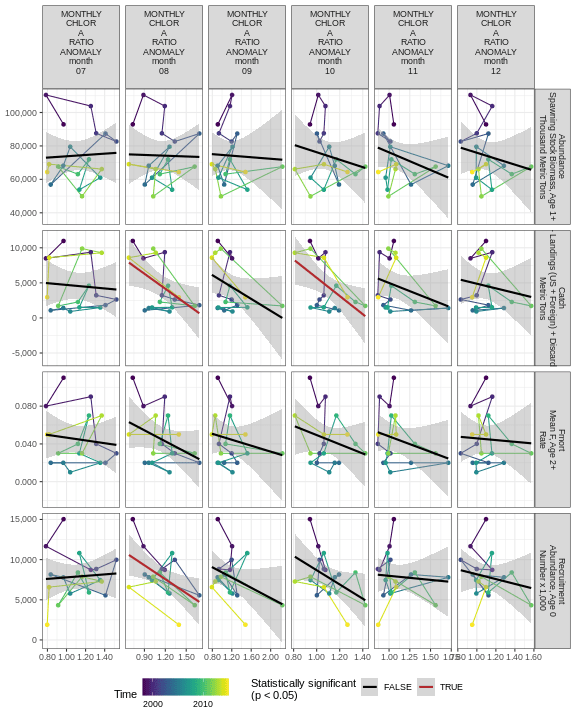 MONTHLY MONTHLY MONTHLY MONTHLY MONTHLY MONTHLY
CHLOR CHLOR CHLOR CHLOR CHLOR CHLOR
A A A A A A
RATIO RATIO RATIO RATIO RATIO RATIO
ANOMALY ANOMALY ANOMALY ANOMALY ANOMALY ANOMALY
month month month month month month
07 08 09 10 11 12
100,000
80,000
60,000
40,000
Abundance
Spawning Stock Biomass, Age 1+
Thousand Metric Tons
10,000
5,000
0
-5,000
Catch
Landings (US + Foreign) + Discard
Metric Tons
0.080
0.040
0.000
Fmort
Mean F, Age 2+
Rate
15,000
10,000
5,000
0
Recruitment
Abundance, Age 0
Number x 1,000
0.80 1.00 1.20 1.40
0.90 1.20 1.50
0.80 1.20 1.60 2.00
0.80 1.00 1.20 1.40
1.00 1.25 1.50
0.80 1.00 1.20 1.40 1.60
Time
2000 2010
Statistically significant
(p < 0.05)
FALSE
TRUE